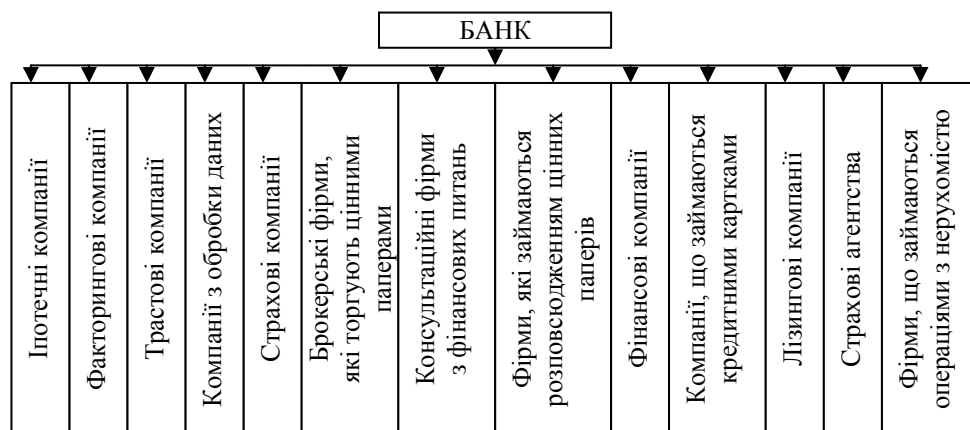 БАНК
Іпотечні компанії
Факторингові компанії
Трастові компанії
Компанії з обробки даних
Страхові компанії
Брокерські фірми,
які торгують цінними
паперами
Консультаційні фірми
з фінансових питань
Фірми, які займаються
розповсюдженням цінних
паперів
Фінансові компанії
Компанії, що займаються
кредитними картками
Лізингові компанії
Страхові агентства
Фірми, що займаються
операціями з нерухомістю